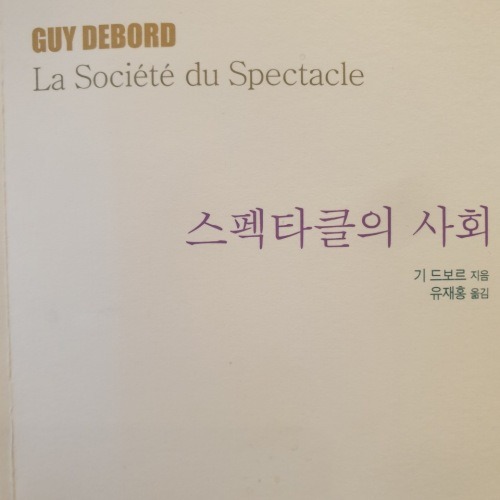 GUY DEBORD
La Société du Spectacle
스펙타클의 사회
기 드보르 지음
유재홍 옮김